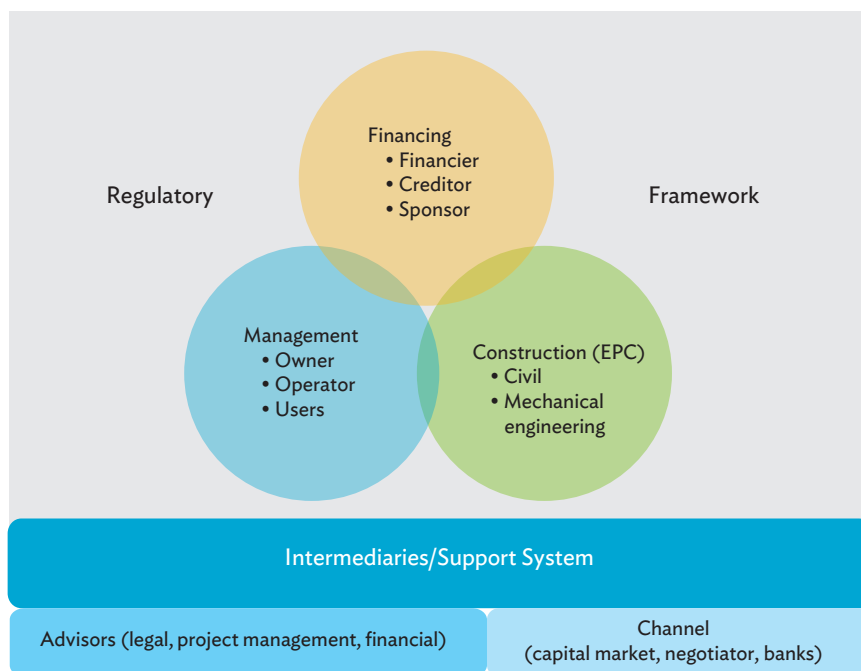 Financing
• Financier
• Creditor
• Sponsor
Regulatory
Framework
Management
• Owner
• Operator
• Users
Construction (EPC)
• Civil
• Mechanical
engineering
Intermediaries/Support System
Advisors (legal, project management, financial)
Channel
(capital market, negotiator, banks)